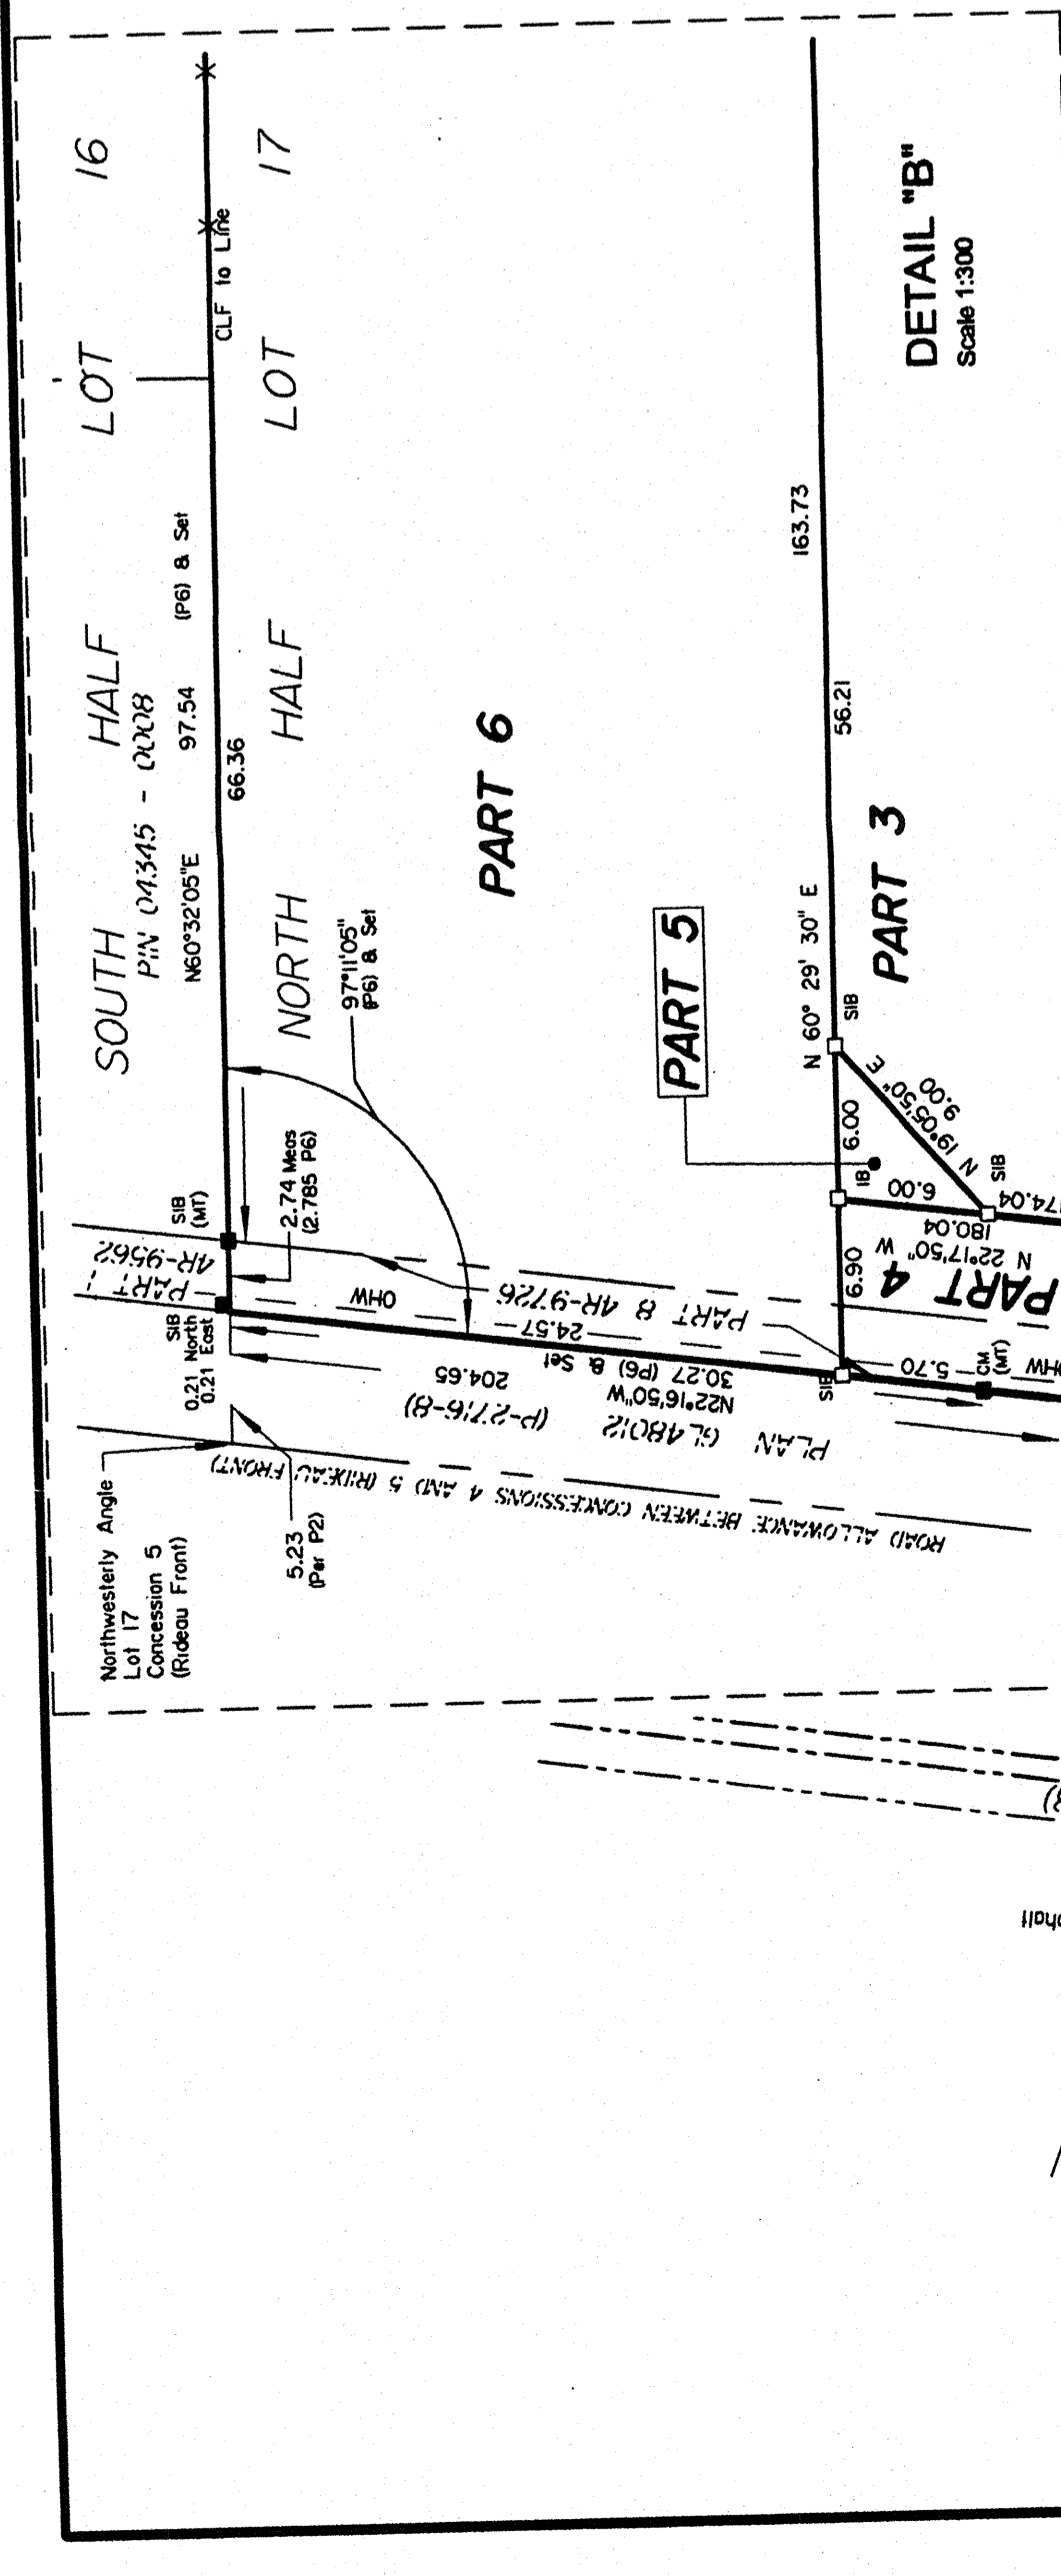 SOUTH HALF LOT 16
PIN 04345 - 0008
N60°32'05"E 97.54 (P6) & Set
66.36
CLF to Line
NORTH HALF LOT 17
97°11'05"
(P6) & Set
2.74 Meas
(2.785 P6)
SIB
(MT)
PART 1
4R-9562
SIB
0.21 North
0.21 East
Northwesterly Angle
Lot 17
Concession 5
(Rideau Front)
5.23
(Per P2)
OHW
PART 8 4R-9726
24.57
30.27 (P6) & Set
N22°16'50"W
204.65
PLAN GL48012 (P-2716-8)
ROAD ALLOWANCE BETWEEN CONCESSIONS 4 AND 5 (RIDEAU FRONT)
PART 6
PART 5
163.73
N 60° 29' 30" E
56.21
SIB
PART 3
6.00
IB
6.90
N 19°05'50" E
9.00
6.00
180.04
N 22°17'50" W
SIB
174.04
PART 4
SIB
5.70
CM
(MT)
OHW
DETAIL "B"
Scale 1:300